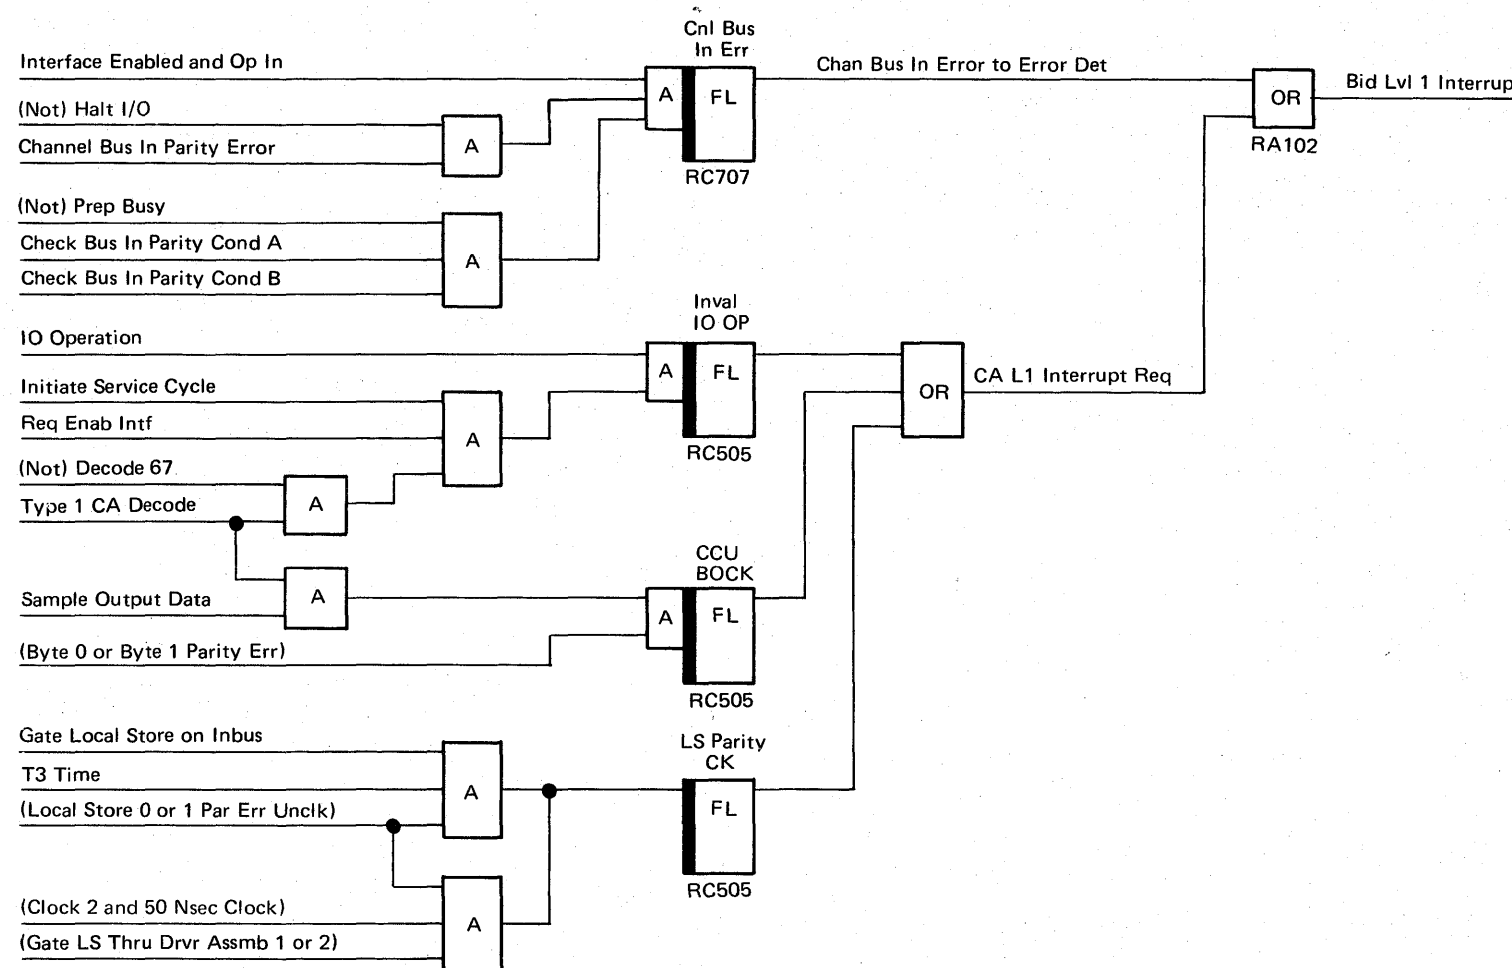 Cnl Bus
In Err
Interface Enabled and Op In
Chan Bus In Error to Error Det
Bid Lvl 1 Interrup
A
FL
OR
(Not) Halt I/O
Channel Bus In Parity Error
A
RC707
RA102
(Not) Prep Busy
Check Bus In Parity Cond A
Check Bus In Parity Cond B
A
Inval
IO OP
IO Operation
A
FL
Initiate Service Cycle
CA L1 Interrupt Req
OR
Req Enab Intf
A
RC505
(Not) Decode 67
Type 1 CA Decode
A
CCU
BOCK
Sample Output Data
A
A
FL
(Byte 0 or Byte 1 Parity Err)
RC505
Gate Local Store on Inbus
LS Parity
CK
T3 Time
A
(Local Store 0 or 1 Par Err Unclk)
FL
RC505
(Clock 2 and 50 Nsec Clock)
A
(Gate LS Thru Drvr Assmb 1 or 2)